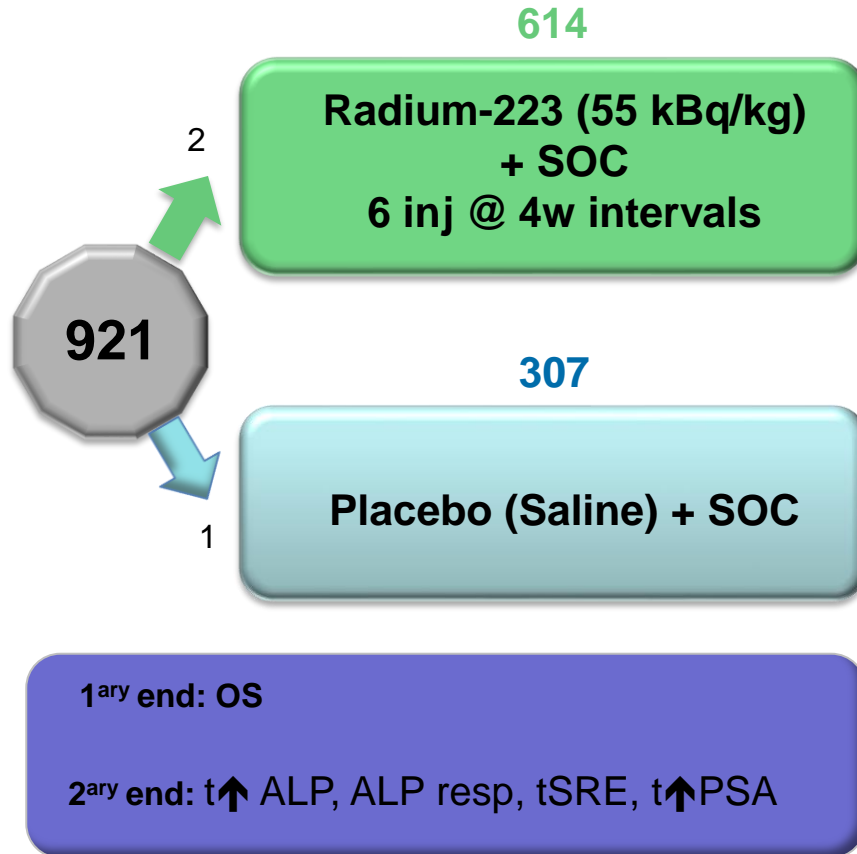 614
Radium-223 (55 kBq/kg)
+ SOC
6 inj @ 4w intervals
2
921
307
Placebo (Saline) + SOC
1
1ary end: OS
2ary end: t↑ ALP, ALP resp, tSRE, t↑PSA